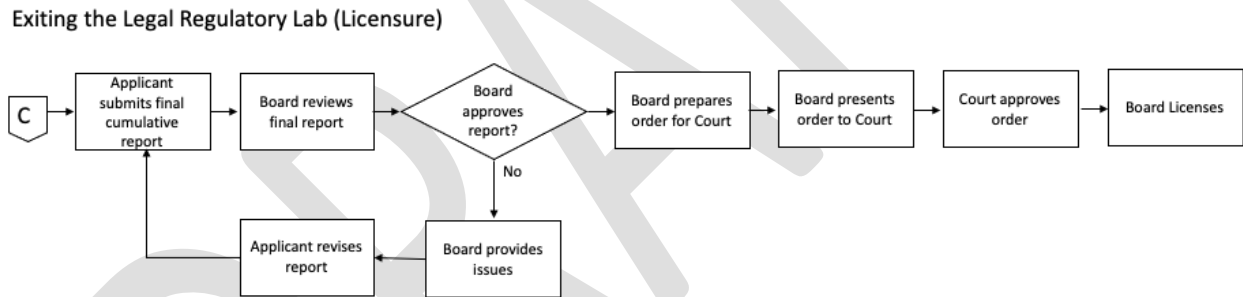 Exiting the Legal Regulatory Lab (Licensure)
C
Applicant
submits final
cumulative
report
Board reviews
final report
Board
approves
report?
Board prepares
order for Court
Board presents
order to Court
Court approves
order
Board Licenses
No
Applicant revises
report
Board provides
issues